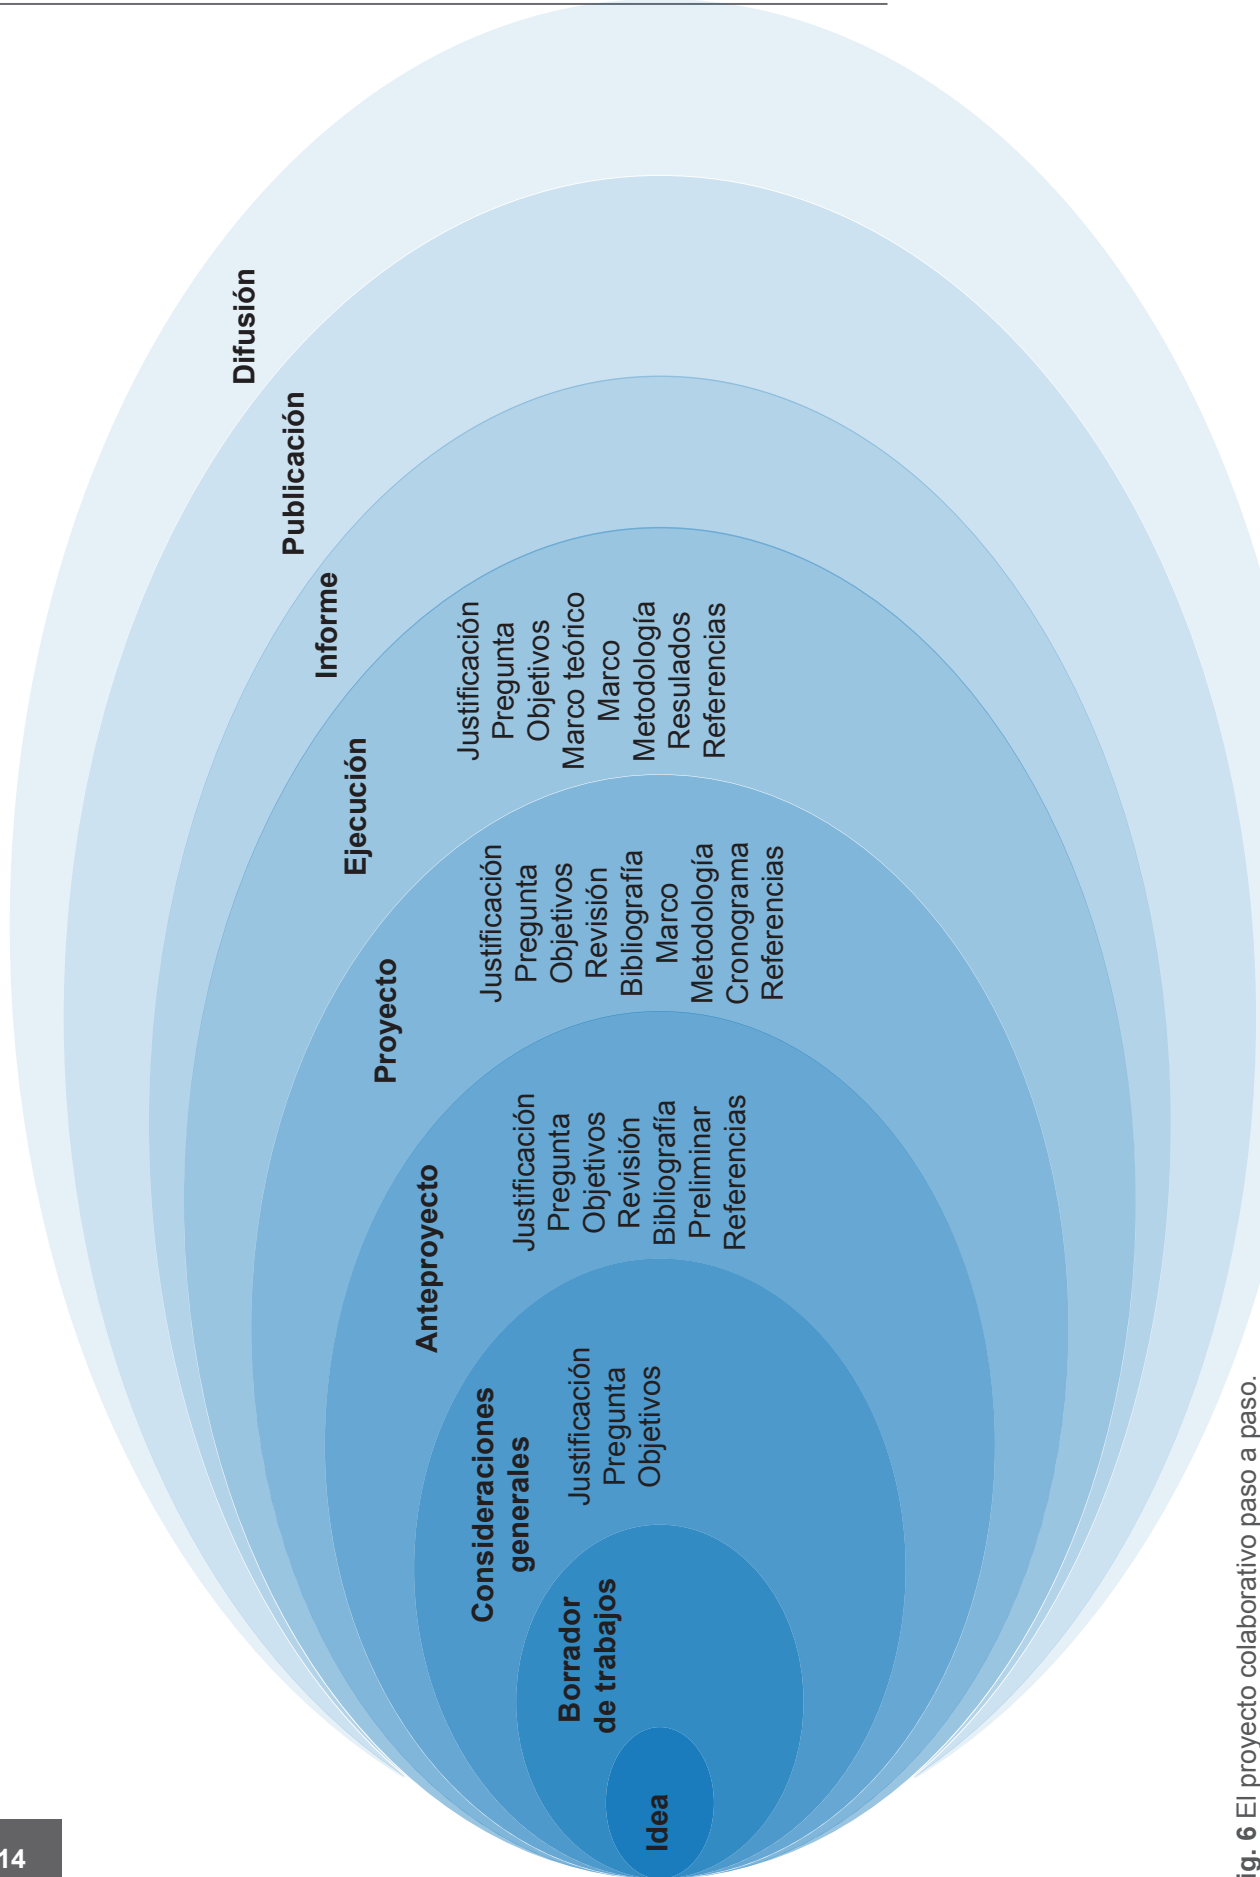 Idea
Borrador
de trabajos
Consideraciones
generales
Justificación
Pregunta
Objetivos
Anteproyecto
Justificación
Pregunta
Objetivos
Revisión
Bibliografía
Preliminar
Referencias
Proyecto
Justificación
Pregunta
Objetivos
Revisión
Bibliografía
Marco
Metodología
Cronograma
Referencias
Ejecución
Justificación
Pregunta
Objetivos
Marco teórico
Marco
Metodología
Resulados
Referencias
Informe
Publicación
Difusión
ig. 6 El proyecto colaborativo paso a paso.
14